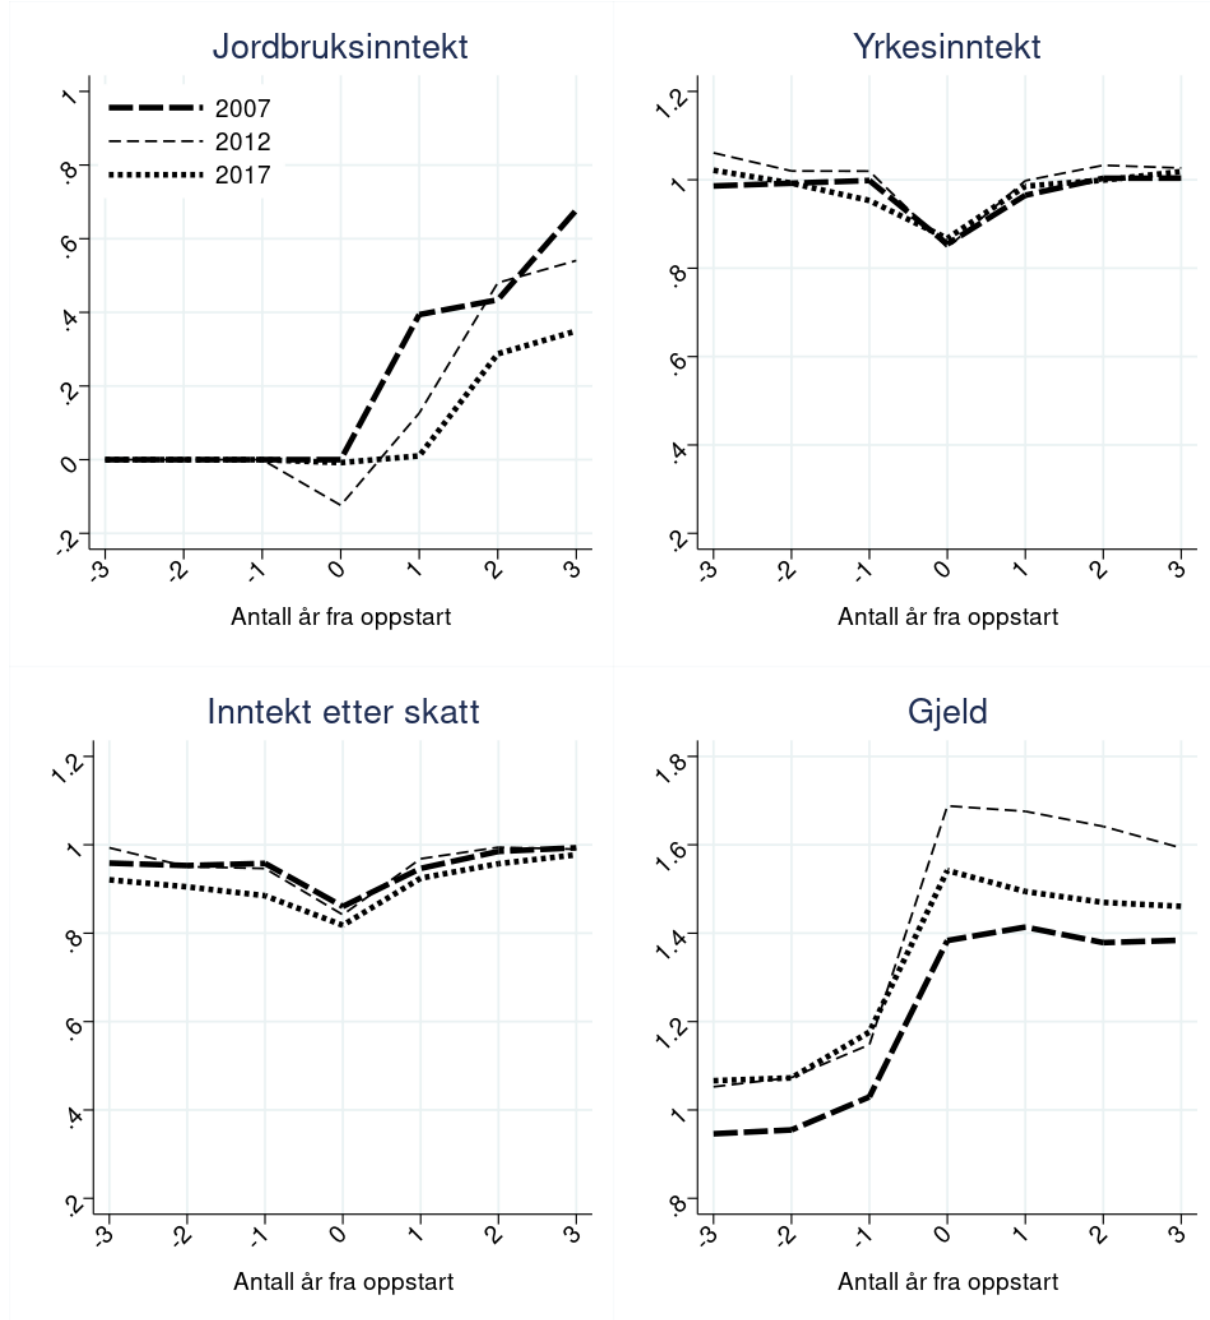 Jordbruksinntekt
1
.8
.6
.4
.2
0
-.2
2007
2012
2017
-3 -2 -1 0 1 2 3
Antall år fra oppstart
Yrkesinntekt
1.2
1
.8
.6
.4
.2
-3 -2 -1 0 1 2 3
Antall år fra oppstart
Inntekt etter skatt
1.2
1
.8
.6
.4
.2
-3 -2 -1 0 1 2 3
Antall år fra oppstart
Gjeld
1.8
1.6
1.4
1.2
1
.8
-3 -2 -1 0 1 2 3
Antall år fra oppstart